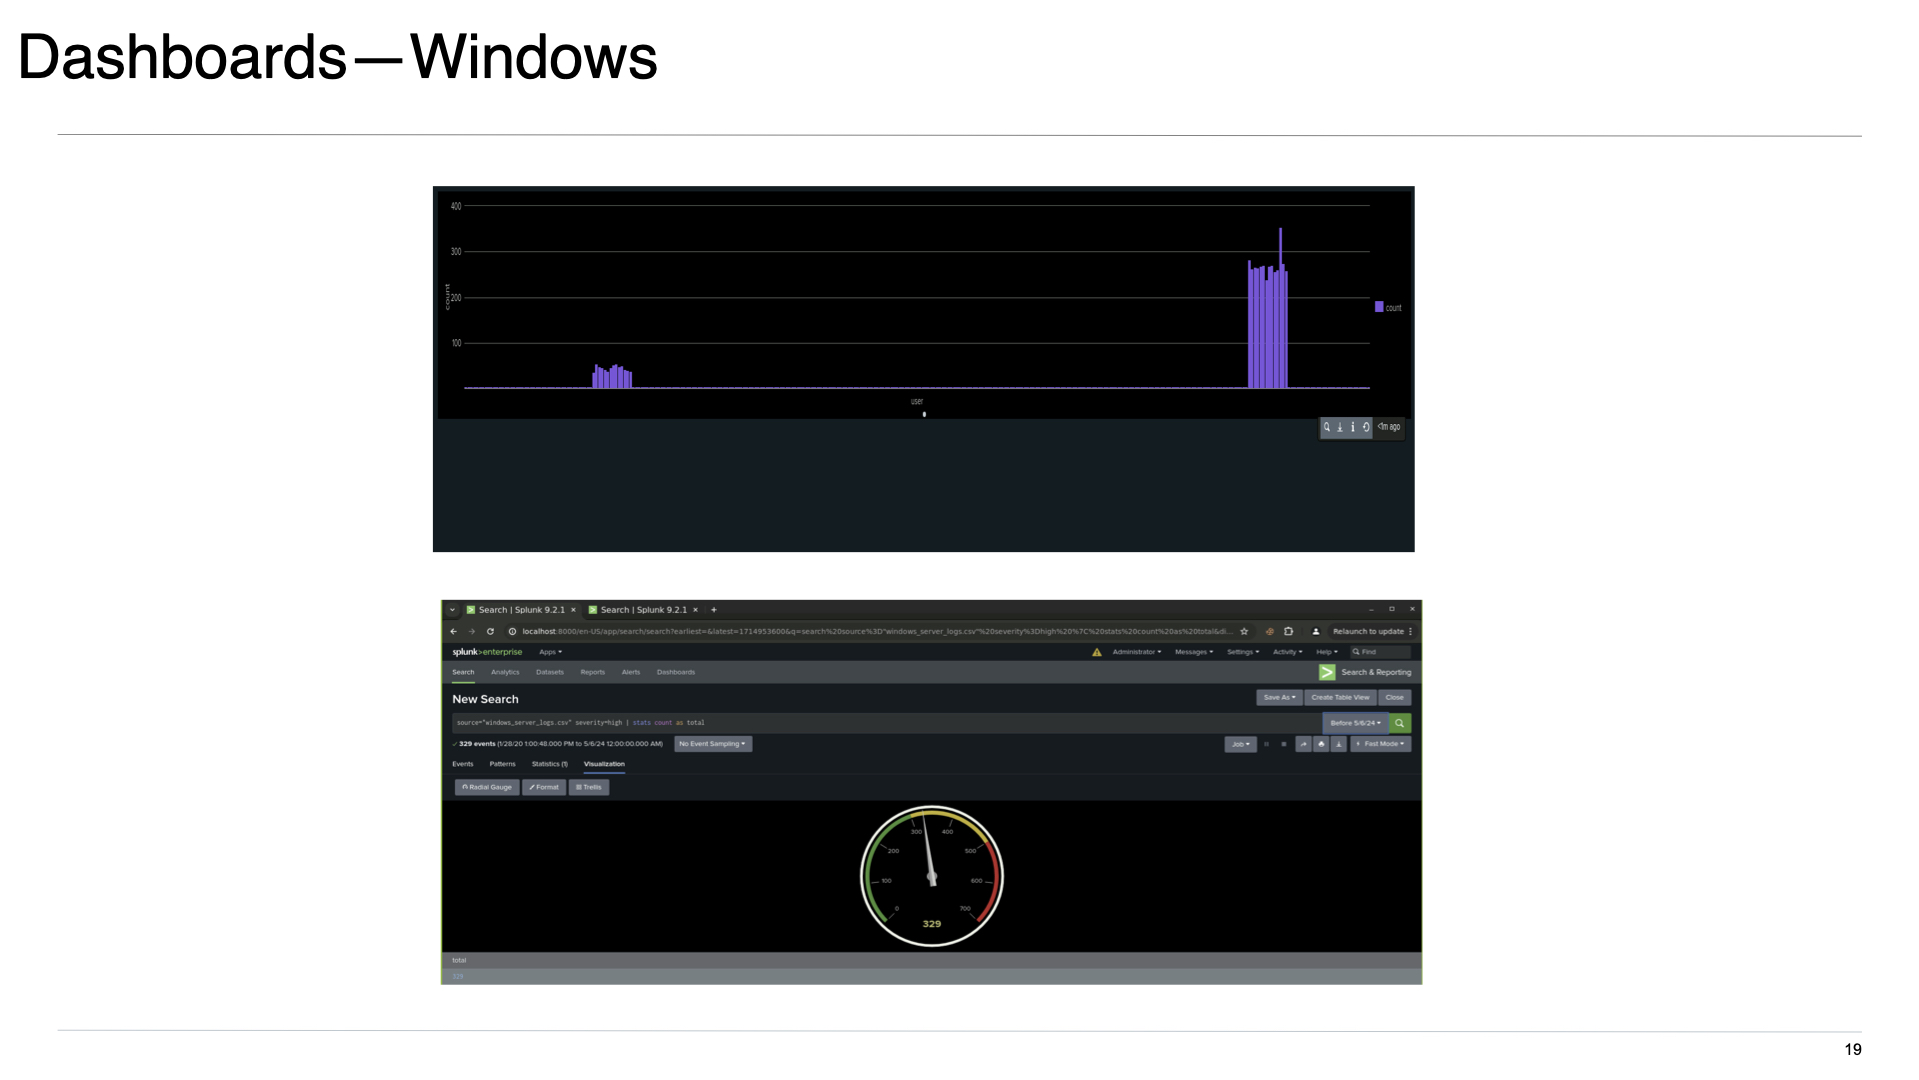 Dashboards—Windows
400
300
200
100
count
user
count
<1m ago
Search | Splunk 9.2.1 × Search | Splunk 9.2.1 × +
localhost:8000/en-US/app/search/search?earliest=&latest=1714953600&q=search%20source%3D"windows_server_logs.csv"%20severity%3Dhigh%20%7C%20stats%20count%20as%20total&di... Relaunch to update
splunk>enterprise Apps Administrator Messages Settings Activity Help Find
Search Analytics Datasets Reports Alerts Dashboards Search & Reporting
New Search Save As Create Table View Close
source="windows_server_logs.csv" severity=high | stats count as total Before 5/6/24
✓ 329 events (1/28/20 1:00:48.000 PM to 5/6/24 12:00:00.000 AM) No Event Sampling Job Fast Mode
Events Patterns Statistics (1) Visualization
Radial Gauge Format Trellis
300 400
200 500
100 600
0 700
329
total
329
19